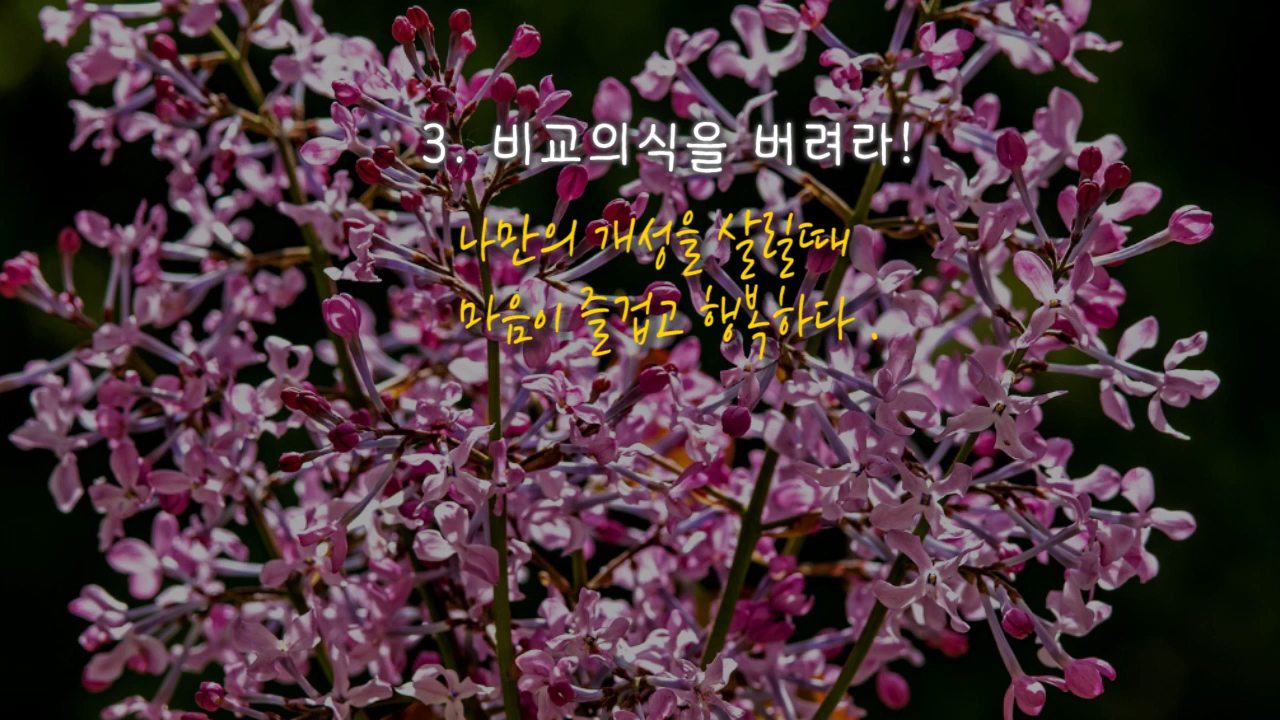 3. 비교의식을 버려라!
나만의 개성을 살릴때
마음이 즐겁고 행복하다 .